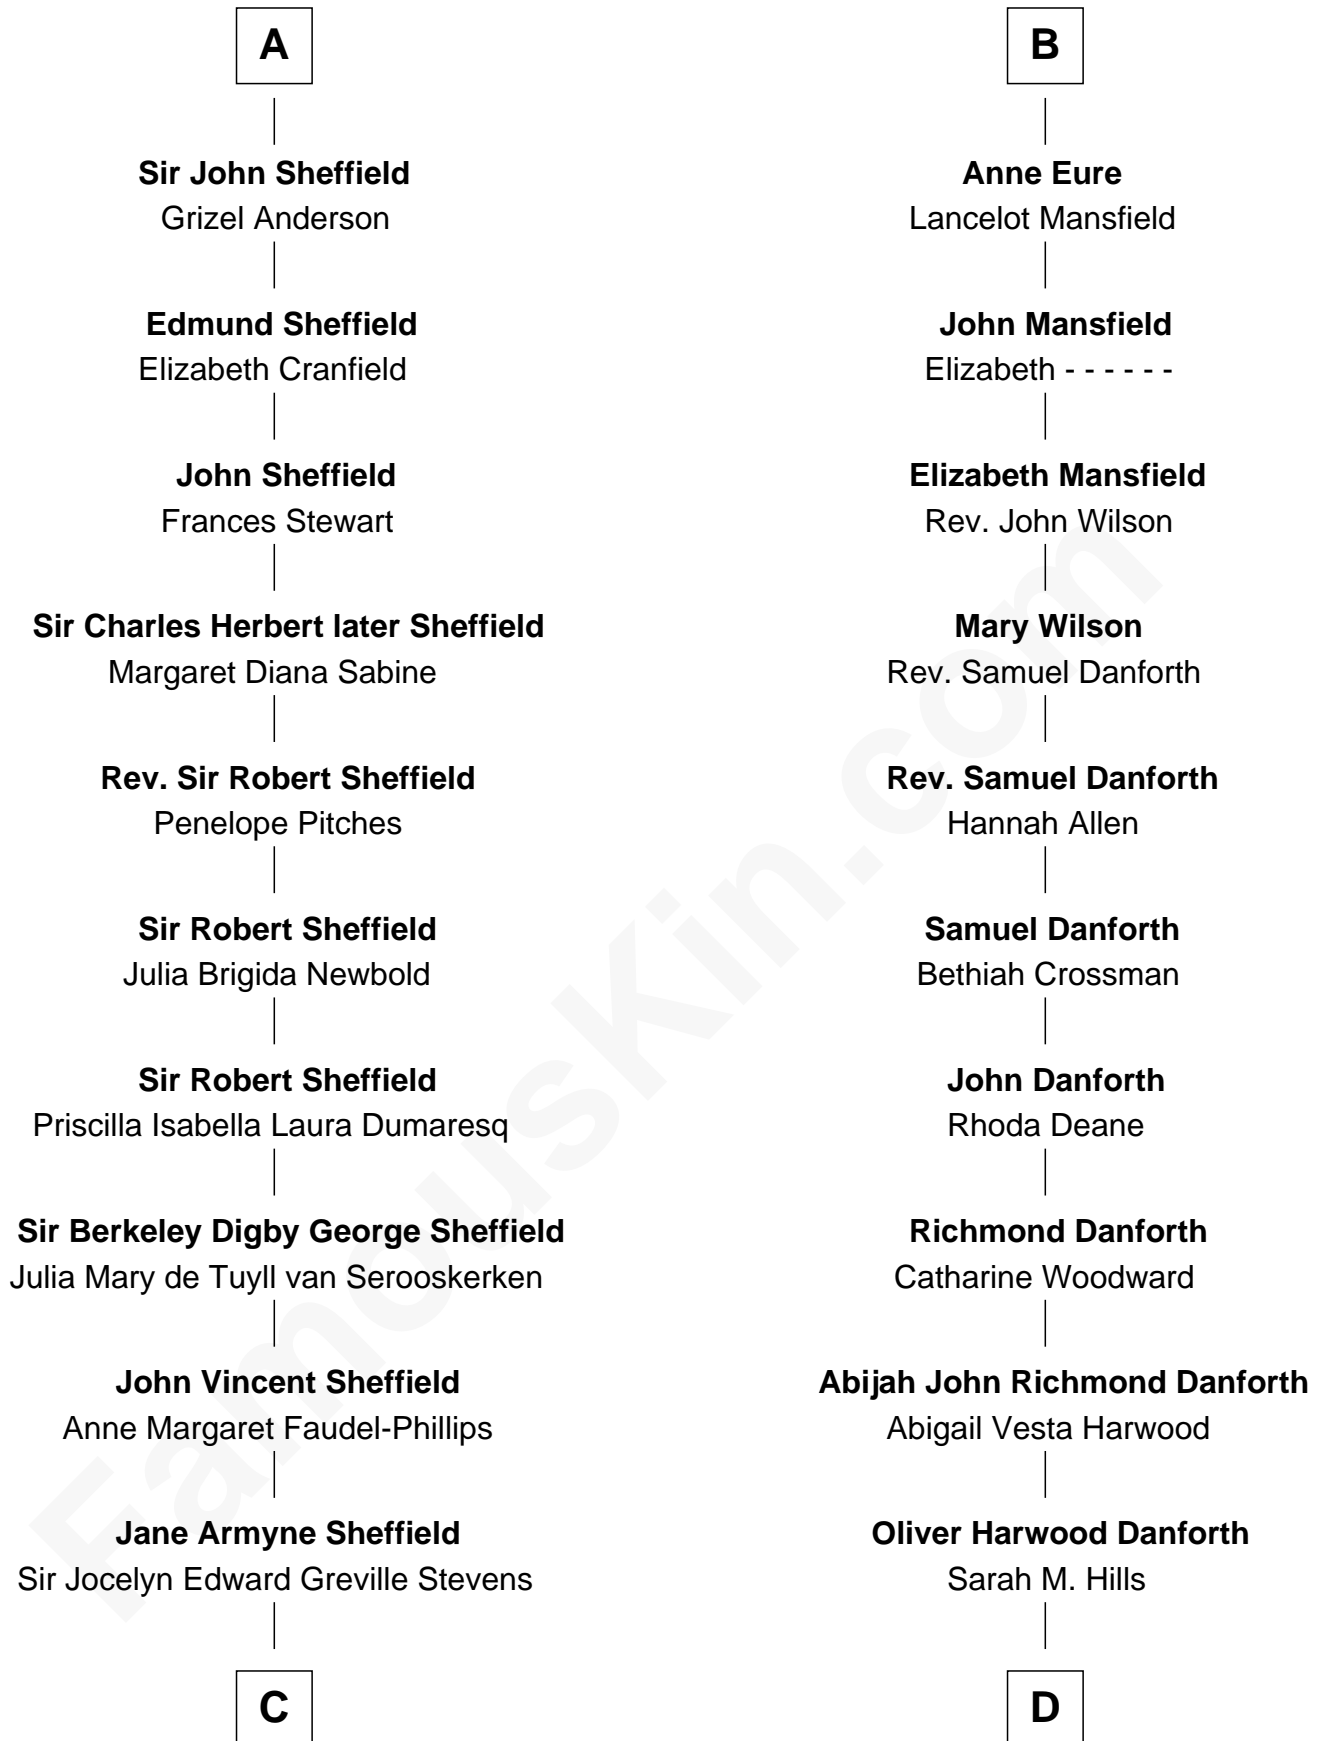 A
Sir John Sheffield
Grizel Anderson
Edmund Sheffield
Elizabeth Cranfield
John Sheffield
Frances Stewart
Sir Charles Herbert later Sheffield
Margaret Diana Sabine
Rev. Sir Robert Sheffield
Penelope Pitches
Sir Robert Sheffield
Julia Brigida Newbold
Sir Robert Sheffield
Priscilla Isabella Laura Dumaresq
Sir Berkeley Digby George Sheffield
Julia Mary de Tuyll van Serooskerken
John Vincent Sheffield
Anne Margaret Faudel-Phillips
Jane Armyne Sheffield
Sir Jocelyn Edward Greville Stevens
C
B
Anne Eure
Lancelot Mansfield
John Mansfield
Elizabeth - - - - - -
Elizabeth Mansfield
Rev. John Wilson
Mary Wilson
Rev. Samuel Danforth
Rev. Samuel Danforth
Hannah Allen
Samuel Danforth
Bethiah Crossman
John Danforth
Rhoda Deane
Richmond Danforth
Catharine Woodward
Abijah John Richmond Danforth
Abigail Vesta Harwood
Oliver Harwood Danforth
Sarah M. Hills
D
FamousKin.com